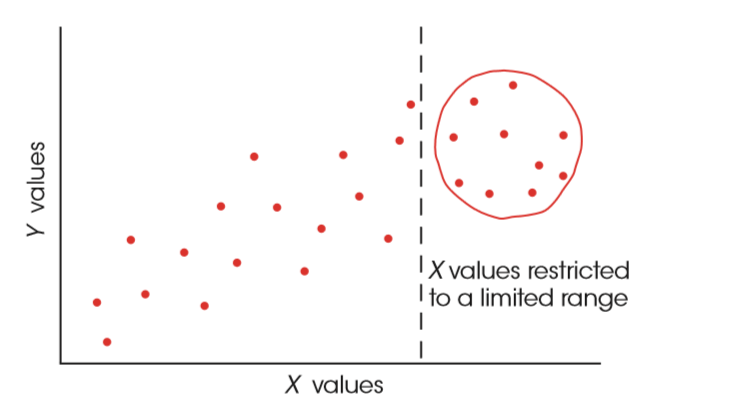 Y values
X values restricted
to a limited range
X values